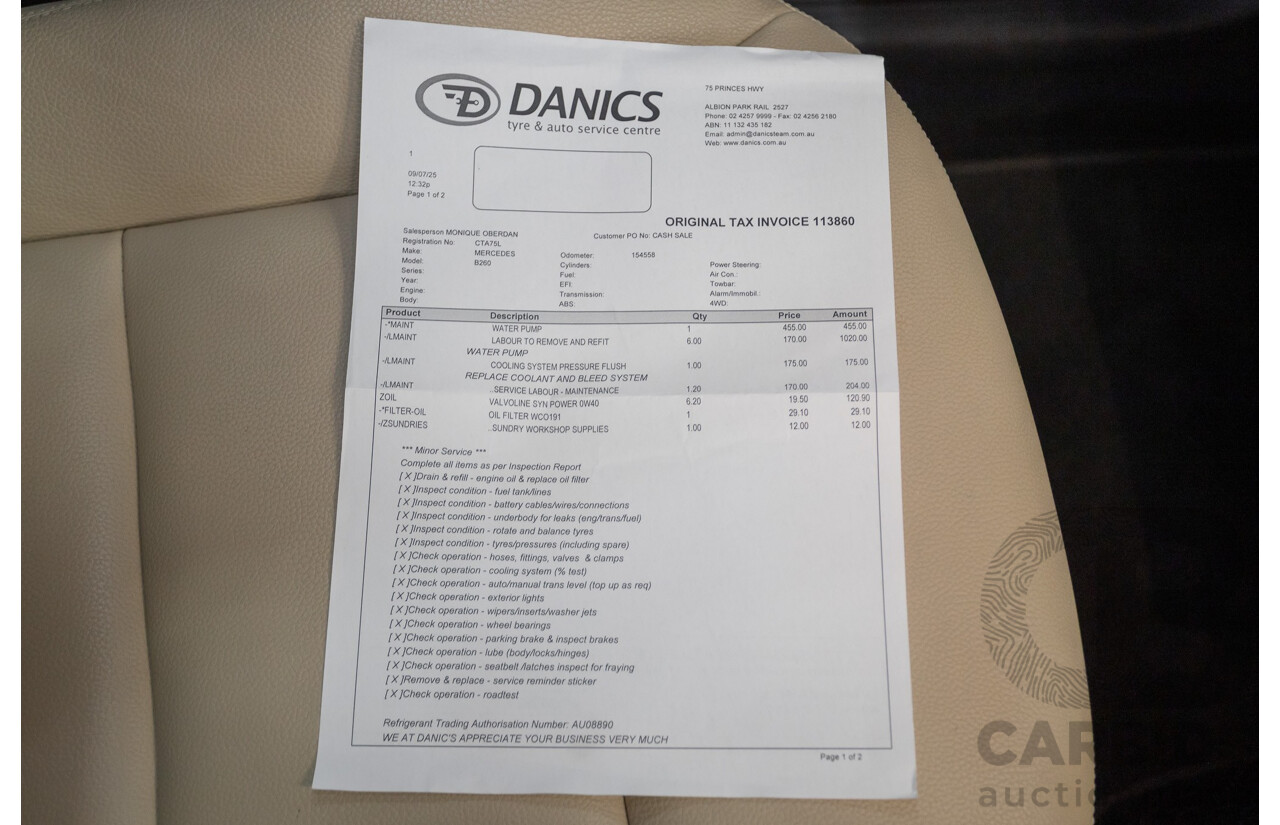 DANICS
tyre & auto service centre
75 PRINCES HWY
ALBION PARK RAIL 2527
Phone: 02 4257 9999 - Fax: 02 4256 2180
ABN: 11 132 435 182
Email: admin@danicsteam.com.au
Web: www.danics.com.au
1
09/07/25
12:32p
Page 1 of 2
ORIGINAL TAX INVOICE 113860
Salesperson MONIQUE OBERDAN Customer PO No: CASH SALE
Registration No: CTA75L
Make: MERCEDES Odometer: 154558
Model: B260 Cylinders: Power Steering:
Series: Fuel: Air Con.:
Year: EFI: Towbar:
Engine: Transmission: Alarm/Immobil.:
Body: ABS: 4WD:
Product Description Qty Price Amount
-*MAINT WATER PUMP 1 455.00 455.00
-/LMAINT LABOUR TO REMOVE AND REFIT 6.00 170.00 1020.00
WATER PUMP
-/LMAINT COOLING SYSTEM PRESSURE FLUSH 1.00 175.00 175.00
REPLACE COOLANT AND BLEED SYSTEM
-/LMAINT ..SERVICE LABOUR - MAINTENANCE 1.20 170.00 204.00
ZOIL VALVOLINE SYN POWER 0W40 6.20 19.50 120.90
-*FILTER-OIL OIL FILTER WCO191 1 29.10 29.10
-/ZSUNDRIES ..SUNDRY WORKSHOP SUPPLIES 1.00 12.00 12.00
*** Minor Service ***
Complete all items as per Inspection Report
[ X ]Drain & refill - engine oil & replace oil filter
[ X ]Inspect condition - fuel tank/lines
[ X ]Inspect condition - battery cables/wires/connections
[ X ]Inspect condition - underbody for leaks (eng/trans/fuel)
[ X ]Inspect condition - rotate and balance tyres
[ X ]Inspect condition - tyres/pressures (including spare)
[ X ]Check operation - hoses, fittings, valves & clamps
[ X ]Check operation - cooling system (% test)
[ X ]Check operation - auto/manual trans level (top up as req)
[ X ]Check operation - exterior lights
[ X ]Check operation - wipers/inserts/washer jets
[ X ]Check operation - wheel bearings
[ X ]Check operation - parking brake & inspect brakes
[ X ]Check operation - lube (body/locks/hinges)
[ X ]Check operation - seatbelt /latches inspect for fraying
[ X ]Remove & replace - service reminder sticker
[ X ]Check operation - roadtest
Refrigerant Trading Authorisation Number: AU08890
WE AT DANIC'S APPRECIATE YOUR BUSINESS VERY MUCH
Page 1 of 2